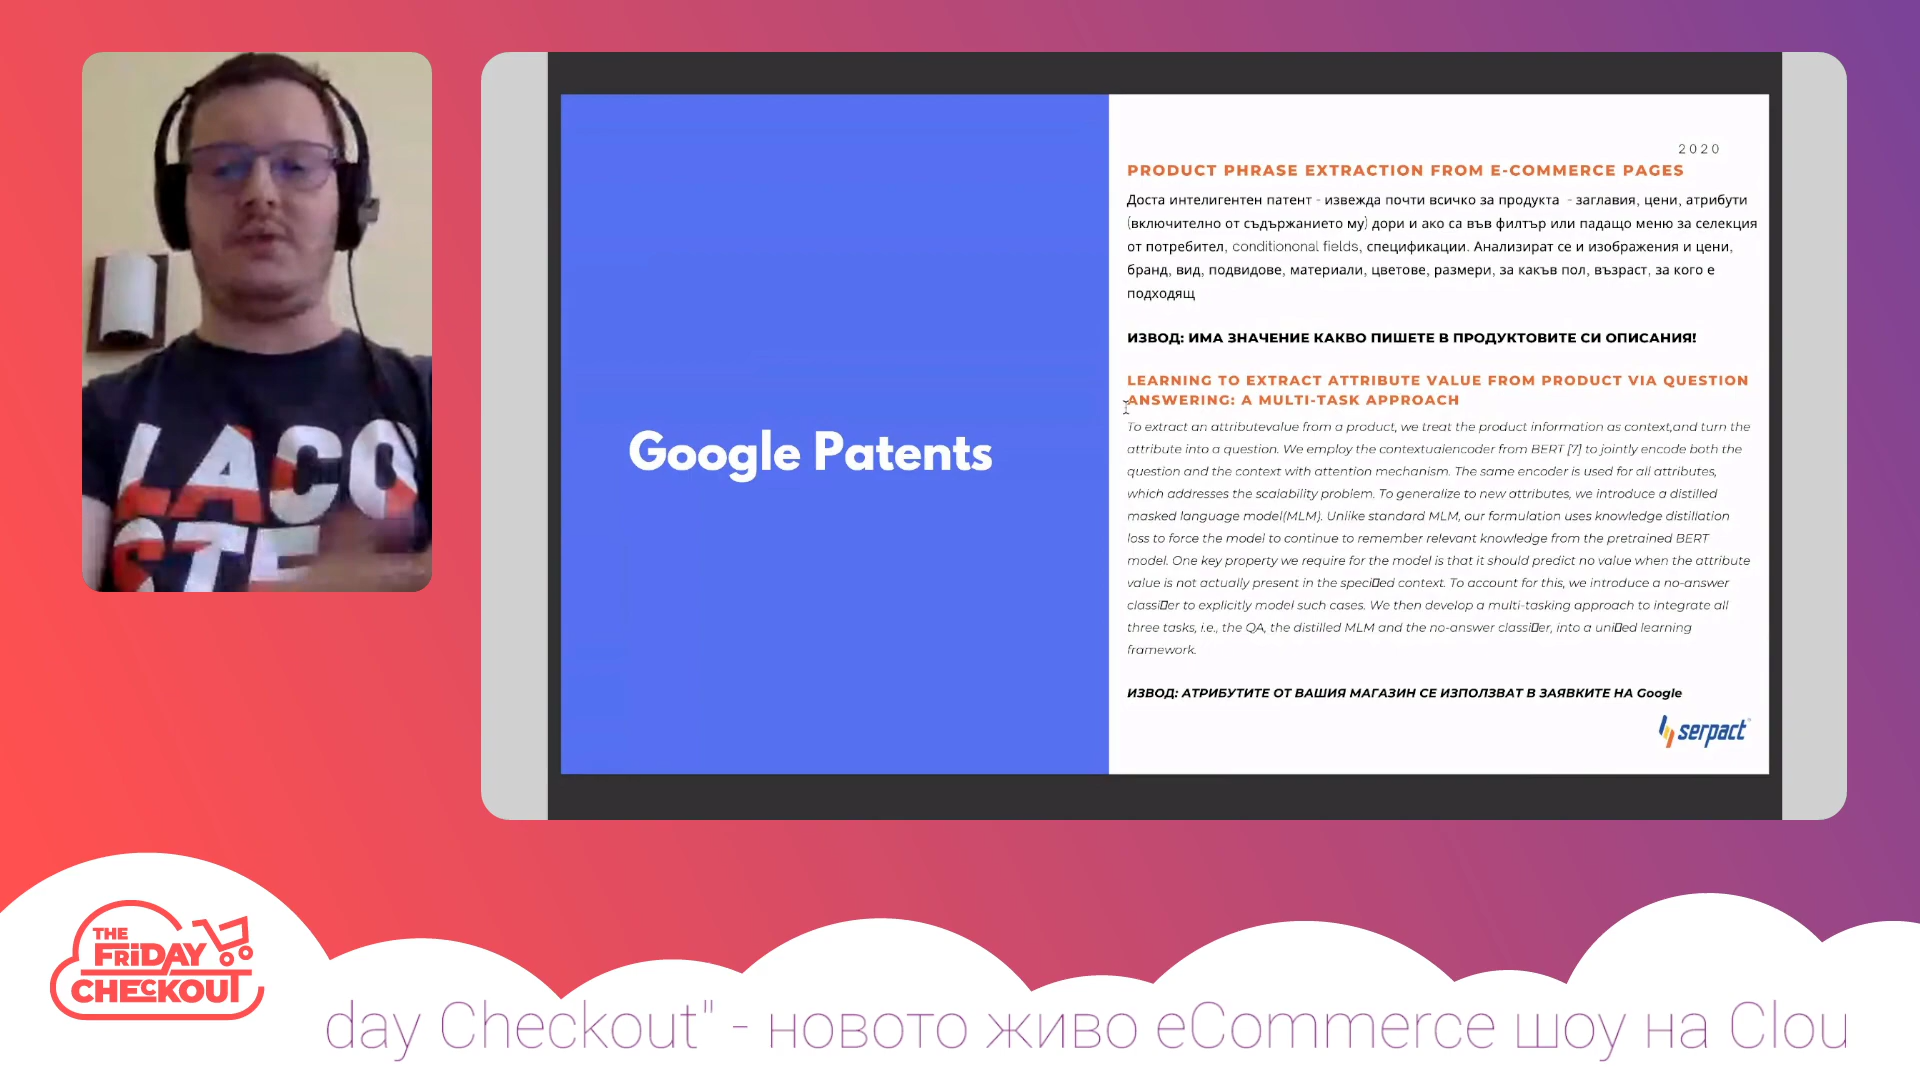 LACO
STE
Google Patents
2020
PRODUCT PHRASE EXTRACTION FROM E-COMMERCE PAGES
Доста интелигентен патент - извежда почти всичко за продукта - заглавия, цени, атрибути
(включително от съдържанието му) дори и ако са във филтър или падащо меню за селекция
от потребител, conditiononal fields, спецификации. Анализират се и изображения и цени,
бранд, вид, подвидове, материали, цветове, размери, за какъв пол, възраст, за кого е
подходящ
ИЗВОД: ИМА ЗНАЧЕНИЕ КАКВО ПИШЕТЕ В ПРОДУКТОВИТЕ СИ ОПИСАНИЯ!
LEARNING TO EXTRACT ATTRIBUTE VALUE FROM PRODUCT VIA QUESTION
ANSWERING: A MULTI-TASK APPROACH
To extract an attributevalue from a product, we treat the product information as context,and turn the
attribute into a question. We employ the contextualencoder from BERT [7] to jointly encode both the
question and the context with attention mechanism. The same encoder is used for all attributes,
which addresses the scalability problem. To generalize to new attributes, we introduce a distilled
masked language model(MLM). Unlike standard MLM, our formulation uses knowledge distillation
loss to force the model to continue to remember relevant knowledge from the pretrained BERT
model. One key property we require for the model is that it should predict no value when the attribute
value is not actually present in the speci▯ed context. To account for this, we introduce a no-answer
classi▯er to explicitly model such cases. We then develop a multi-tasking approach to integrate all
three tasks, i.e., the QA, the distilled MLM and the no-answer classi▯er, into a uni▯ed learning
framework.
ИЗВОД: АТРИБУТИТЕ ОТ ВАШИЯ МАГАЗИН СЕ ИЗПОЛЗВАТ В ЗАЯВКИТЕ НА Google
serpact
THE
FRIDAY
CHECKOUT
day Checkout" - новото живо eCommerce шоу на Clou